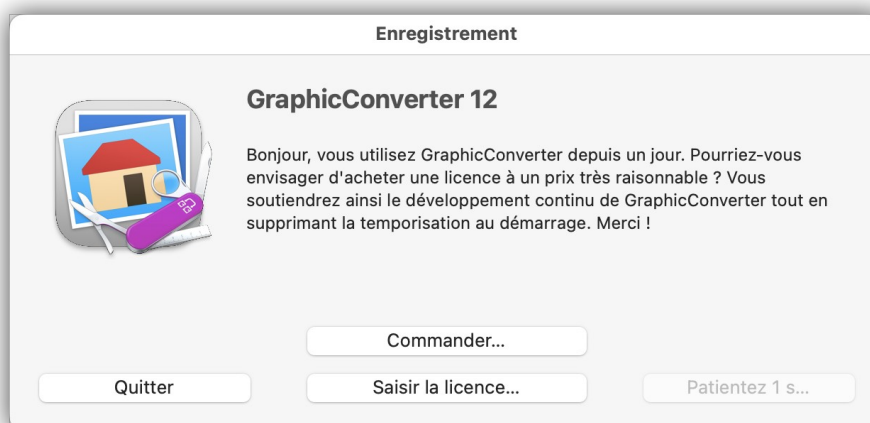 Enregistrement
GraphicConverter 12
Bonjour, vous utilisez GraphicConverter depuis un jour. Pourriez-vous
envisager d'acheter une licence à un prix très raisonnable ? Vous
soutiendrez ainsi le développement continu de GraphicConverter tout en
supprimant la temporisation au démarrage. Merci !
Commander...
Quitter
Saisir la licence...
Patientez 1 s...